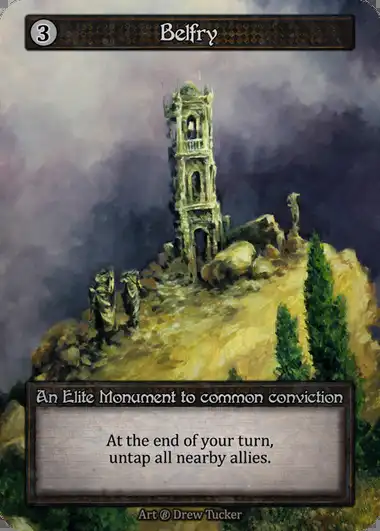 3
Belfry
An Elite Monument to common conviction
At the end of your turn,
untap all nearby allies.
Art @ Drew Tucker